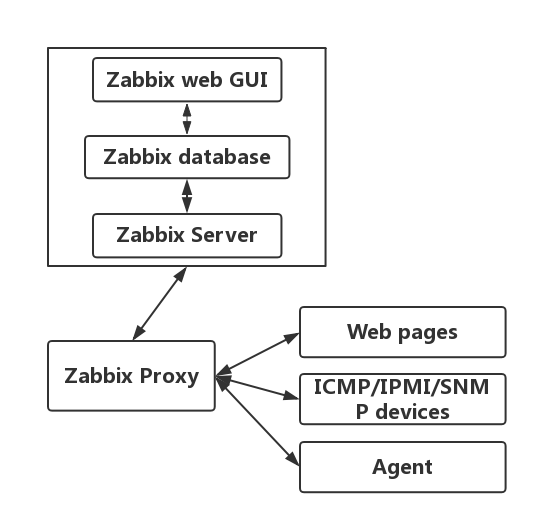 Zabbix web GUI
Zabbix database
Zabbix Server
Zabbix Proxy
Web pages
ICMP/IPMI/SNM
P devices
Agent